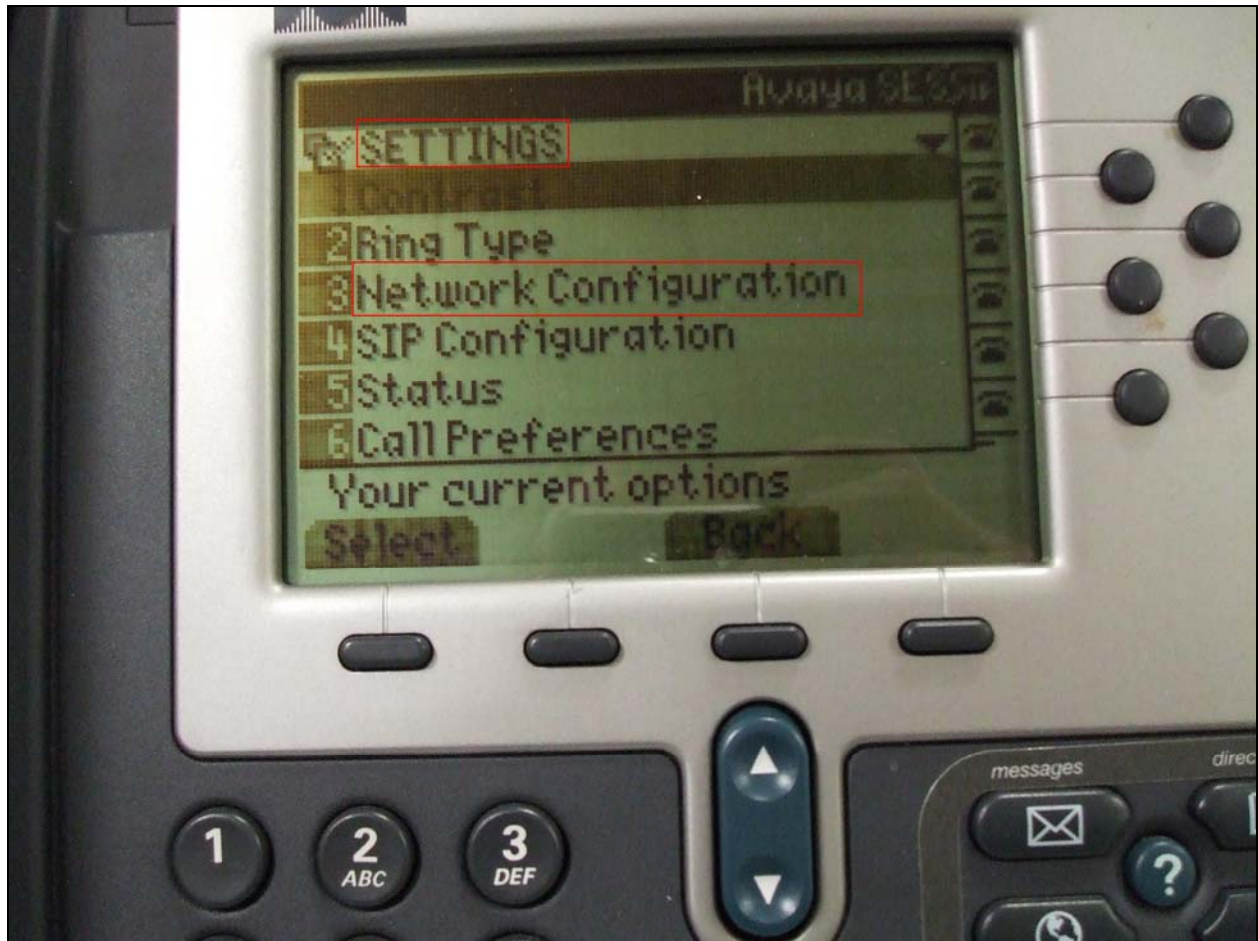 Avaya SES
SETTINGS
1 Contrast
2 Ring Type
3 Network Configuration
4 SIP Configuration
5 Status
6 Call Preferences
Your current options
Select Back
messages direc
1 2 3
ABC DEF
?